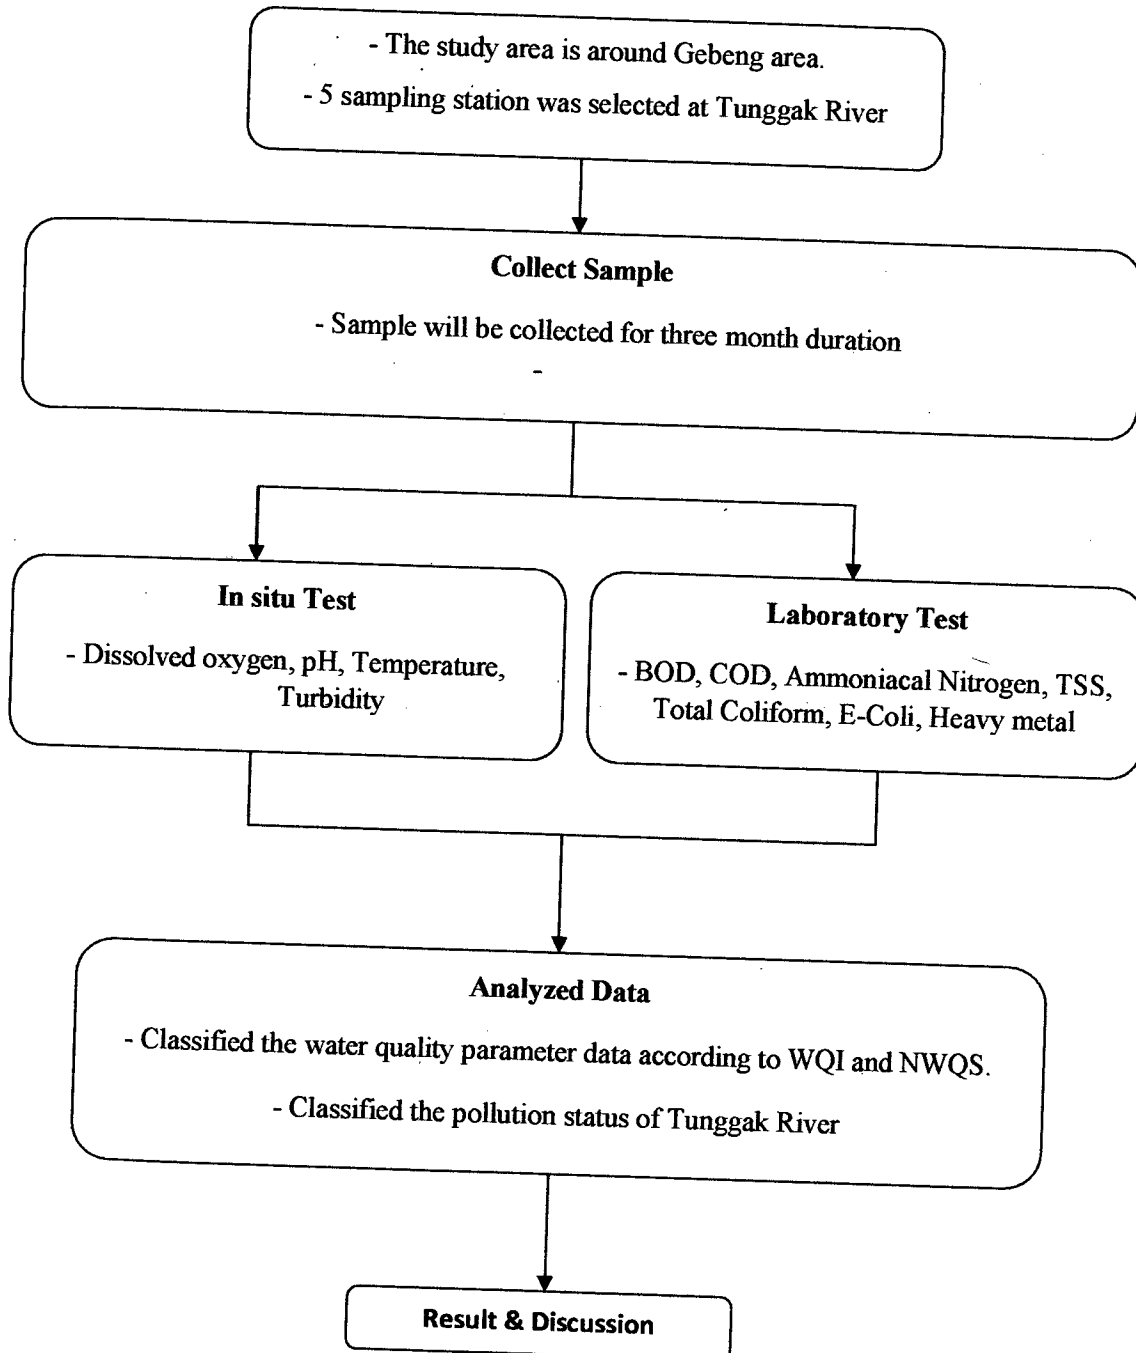 - The study area is around Gebeng area.
- 5 sampling station was selected at Tunggak River
Collect Sample
- Sample will be collected for three month duration
-
In situ Test
- Dissolved oxygen, pH, Temperature,
Turbidity
Laboratory Test
- BOD, COD, Ammoniacal Nitrogen, TSS,
Total Coliform, E-Coli, Heavy metal
Analyzed Data
- Classified the water quality parameter data according to WQI and NWQS.
- Classified the pollution status of Tunggak River
Result & Discussion